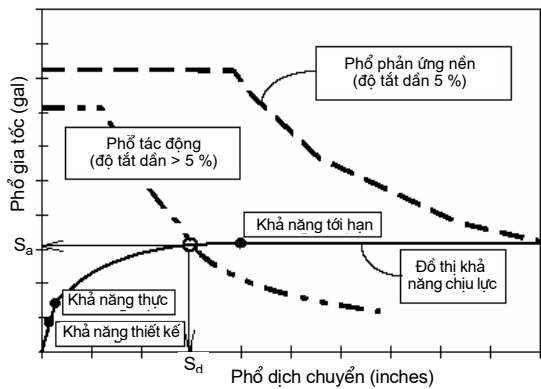 Phổ phản ứng nền
(độ tắt dần 5 %)
Phổ tác động
(độ tắt dần > 5 %)
Phổ gia tốc (gal)
Khả năng tới hạn
Sa
Đồ thị khả
năng chịu lực
Khả năng thực
Khả năng thiết kế
Sd
Phổ dịch chuyển (inches)